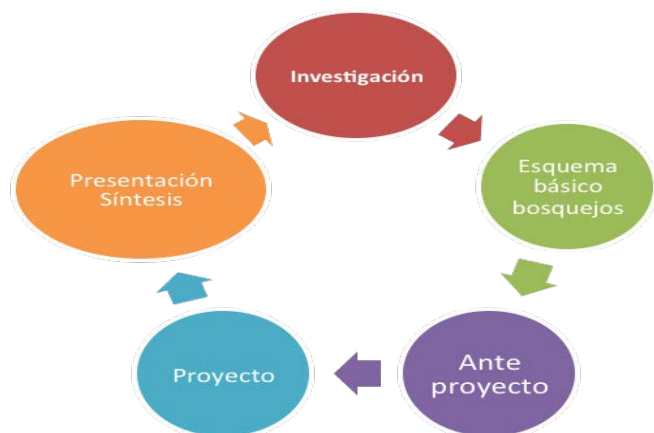 Investigación
Esquema
básico
bosquejos
Ante
proyecto
Proyecto
Presentación
Síntesis